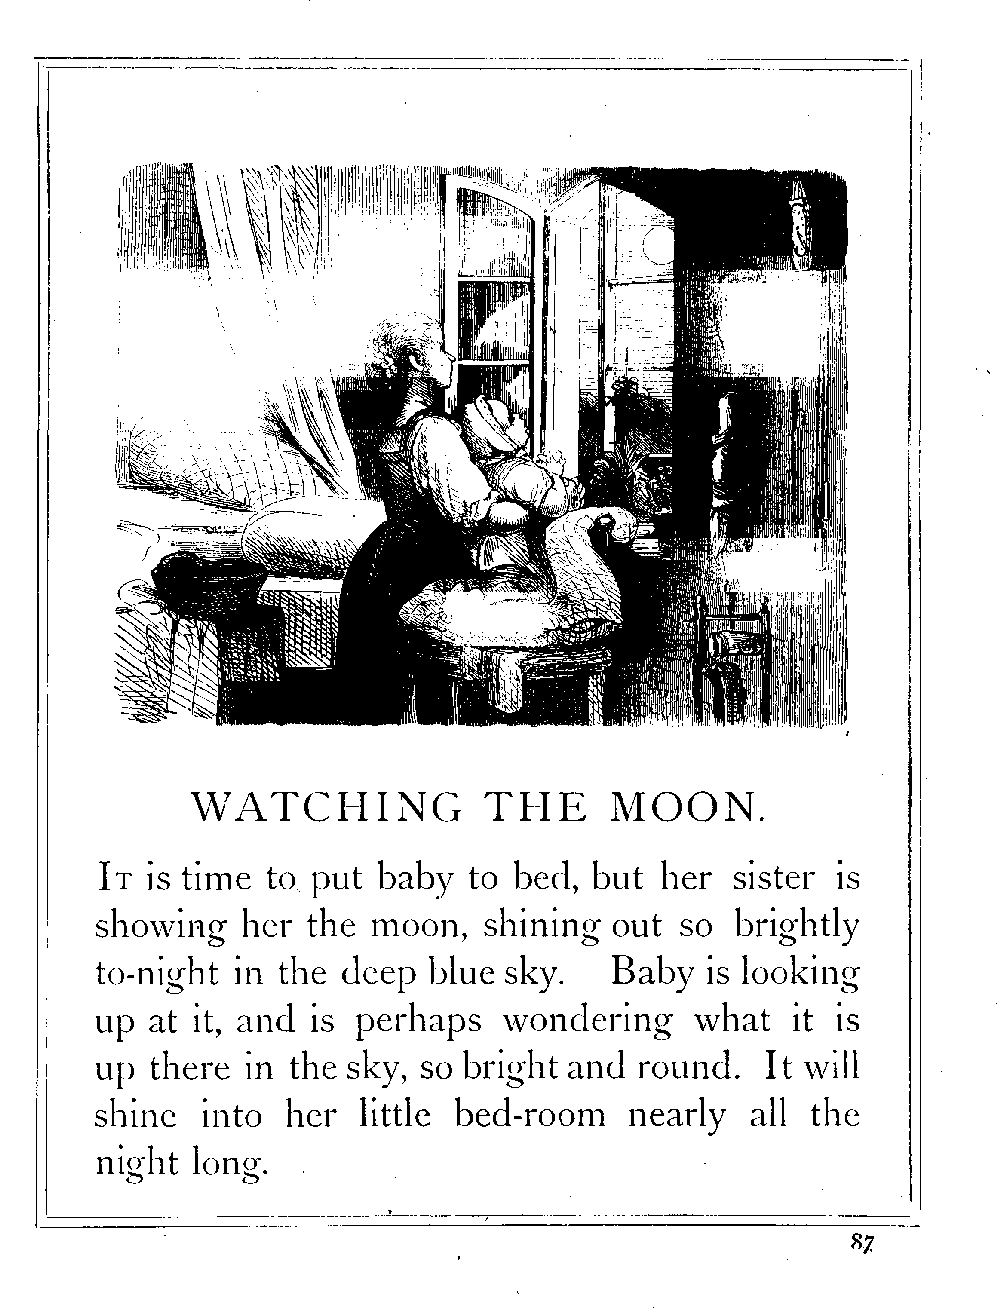 WATCHING THE MOON.
IT is time to put baby to bed, but her sister is
showing her the moon, shining out so brightly
to-night in the deep blue sky. Baby is looking
up at it, and is perhaps wondering what it is
up there in the sky, so bright and round. It will
shine into her little bed-room nearly all the
night long.
87